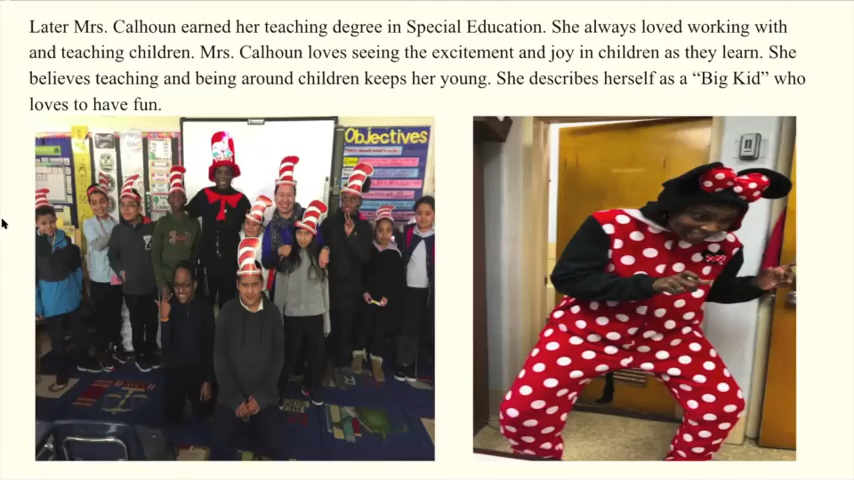 Later Mrs. Calhoun earned her teaching degree in Special Education. She always loved working with
and teaching children. Mrs. Calhoun loves seeing the excitement and joy in children as they learn. She
believes teaching and being around children keeps her young. She describes herself as a “Big Kid” who
loves to have fun.
Objectives